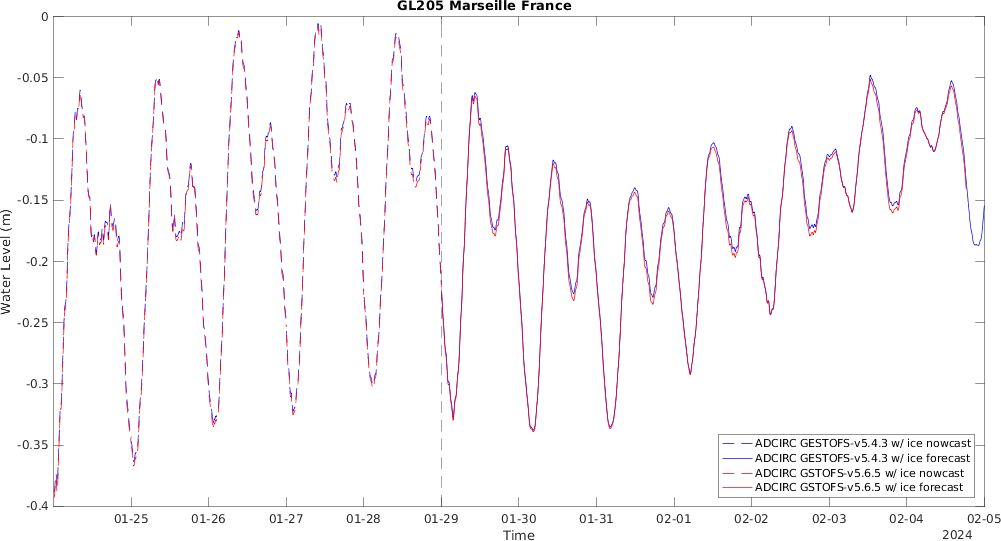 GL205 Marseille France
0
-0.05
-0.1
-0.15
-0.2
-0.25
-0.3
-0.35
-0.4
Water Level (m)
ADCIRC GESTOFS-v5.4.3 w/ ice nowcast
ADCIRC GESTOFS-v5.4.3 w/ ice forecast
ADCIRC GSTOFS-v5.6.5 w/ ice nowcast
ADCIRC GSTOFS-v5.6.5 w/ ice forecast
01-25 01-26 01-27 01-28 01-29 01-30 01-31 02-01 02-02 02-03 02-04 02-05
Time
2024